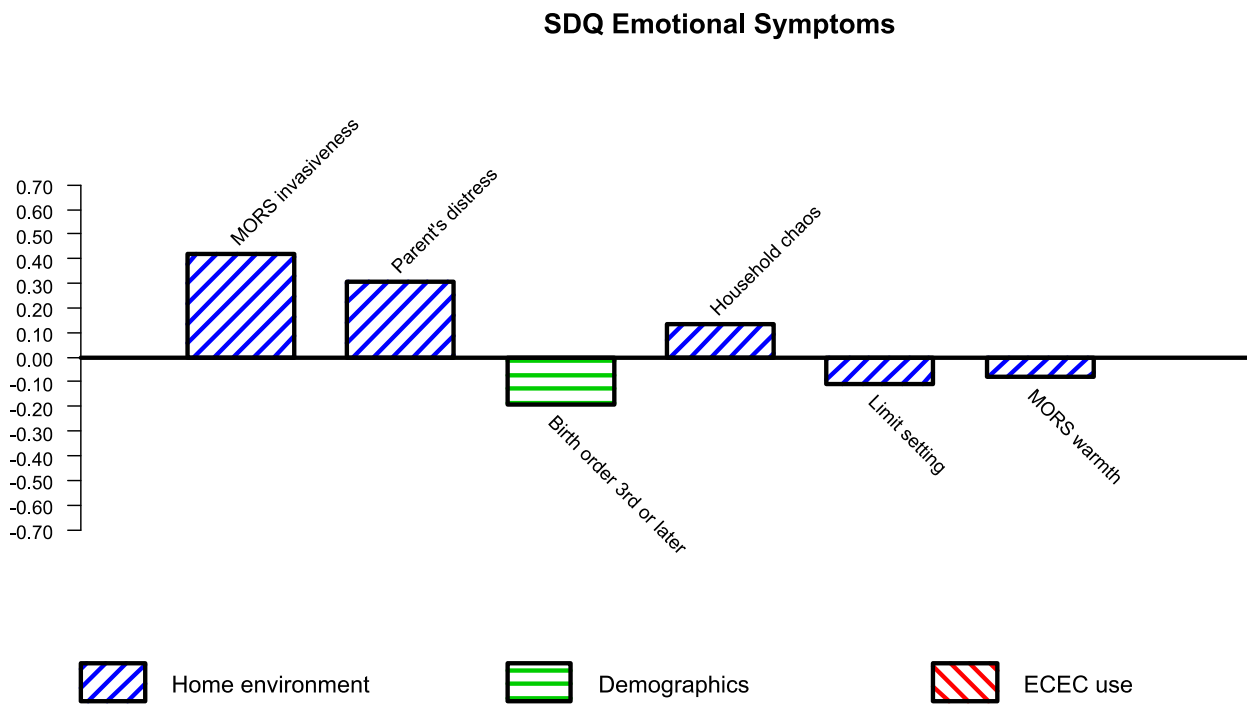 SDQ Emotional Symptoms
MORS invasiveness
Parent's distress
Birth order 3rd or later
Household chaos
Limit setting
MORS warmth
0.70
0.60
0.50
0.40
0.30
0.20
0.10
0.00
-0.10
-0.20
-0.30
-0.40
-0.50
-0.60
-0.70
Home environment
Demographics
ECEC use